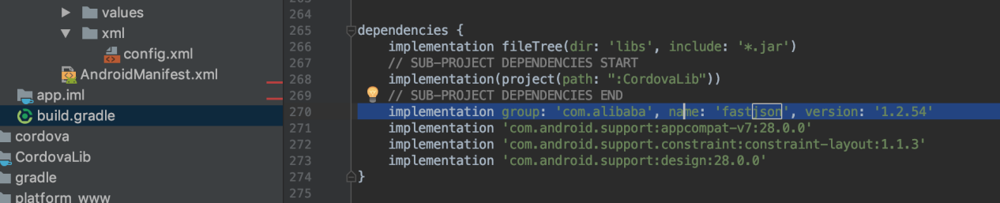 values
xml
config.xml
AndroidManifest.xml
app.iml
build.gradle
cordova
CordovaLib
gradle
platform_www
264
265 dependencies {
266 implementation fileTree(dir: 'libs', include: '*.jar')
267 // SUB-PROJECT DEPENDENCIES START
268 implementation(project(path: ":CordovaLib"))
269 // SUB-PROJECT DEPENDENCIES END
270 implementation group: 'com.alibaba', name: 'fastjson', version: '1.2.54'
271 implementation 'com.android.support:appcompat-v7:28.0.0'
272 implementation 'com.android.support.constraint:constraint-layout:1.1.3'
273 implementation 'com.android.support:design:28.0.0'
274 }
275